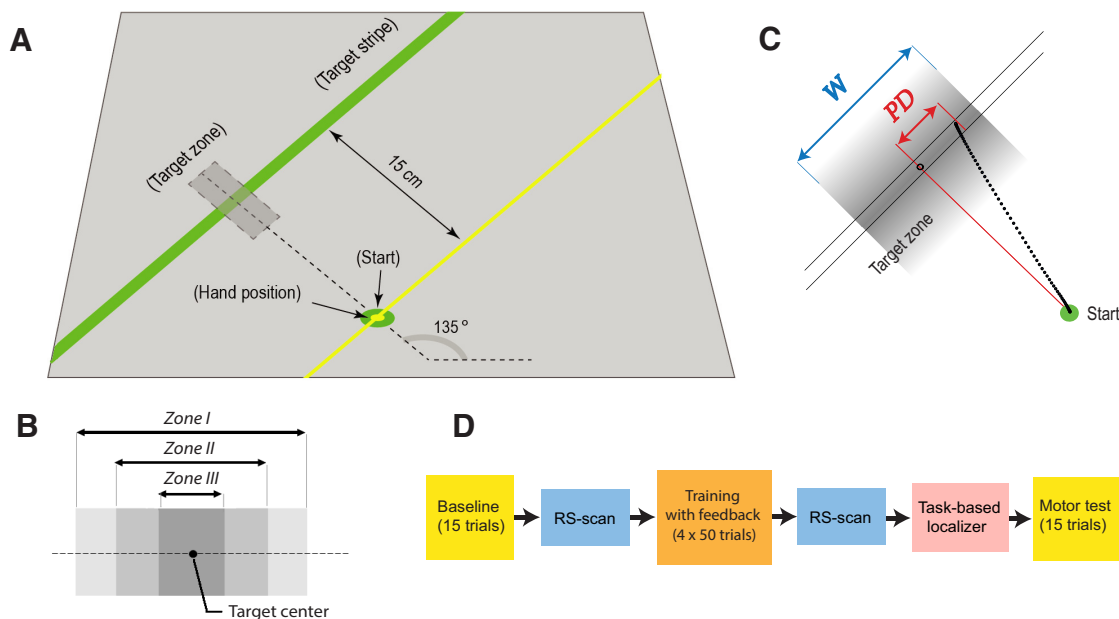 A
(Target stripe)
(Target zone)
15 cm
(Start)
(Hand position)
135 °
B
Zone I
Zone II
Zone III
Target center
C
W
PD
Target zone
Start
D
Baseline
(15 trials)
RS-scan
Training
with feedback
(4 x 50 trials)
RS-scan
Task-based
localizer
Motor test
(15 trials)